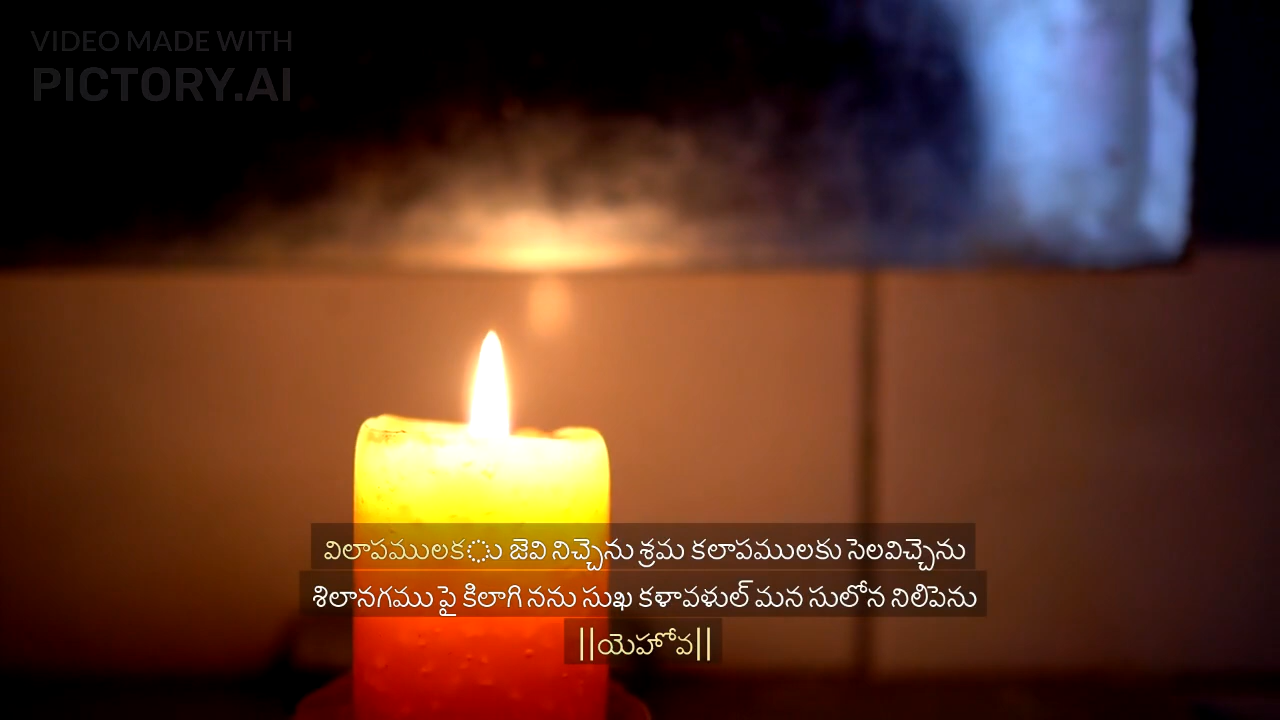 VIDEO MADE WITH
PICTORY.AI
విలాపములకు జెవి నిచ్చెను శ్రమ కలాపములకు సెలవిచ్చెను
శిలానగము పై కిలాగి నను సుఖ కళావళుల్ మన సులోన నిలిపెను
||యెహోవ||